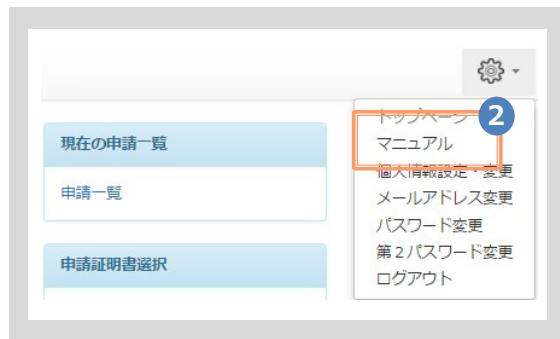 トップページ
2
マニュアル
個人情報設定・変更
メールアドレス変更
パスワード変更
第2パスワード変更
ログアウト
現在の申請一覧
申請一覧
申請証明書選択